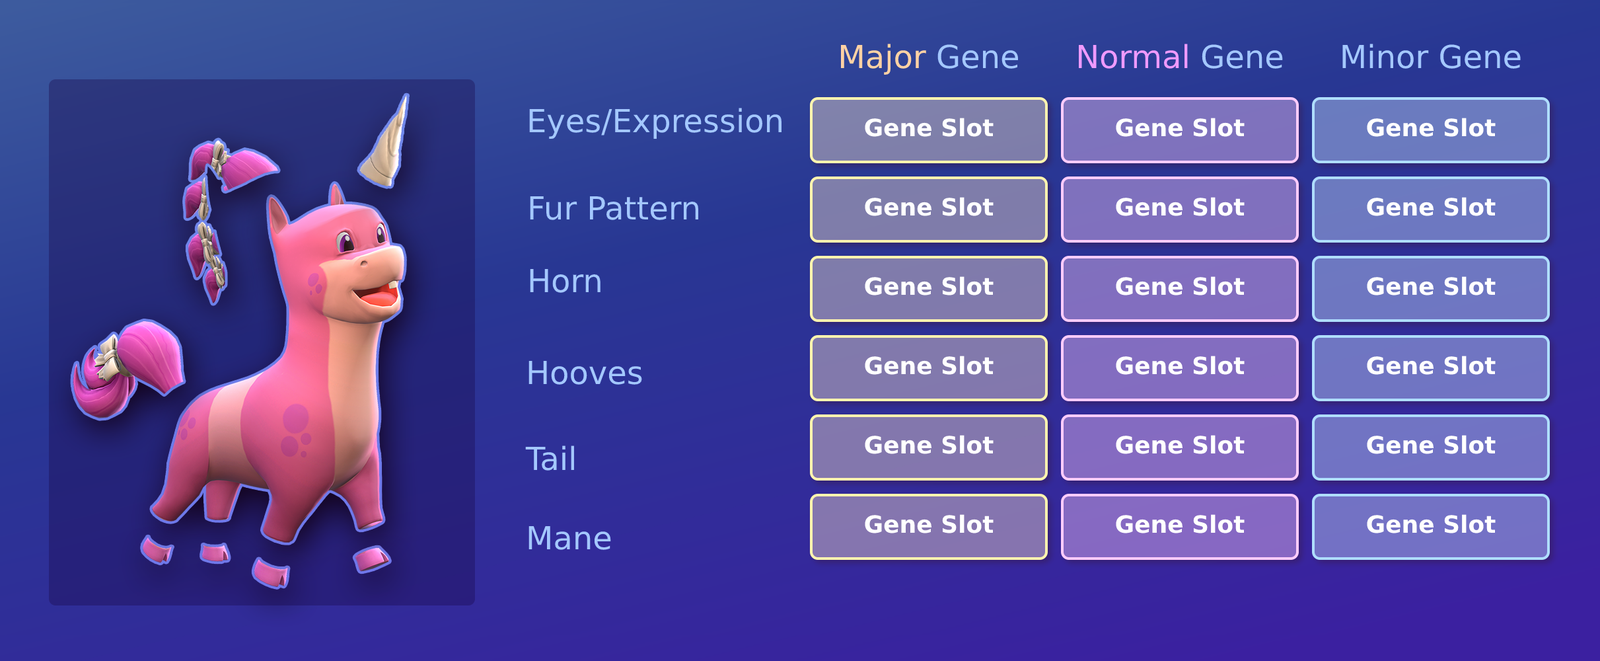 Major Gene Normal Gene Minor Gene
Eyes/Expression Gene Slot Gene Slot Gene Slot
Fur Pattern Gene Slot Gene Slot Gene Slot
Horn Gene Slot Gene Slot Gene Slot
Hooves Gene Slot Gene Slot Gene Slot
Tail Gene Slot Gene Slot Gene Slot
Mane Gene Slot Gene Slot Gene Slot